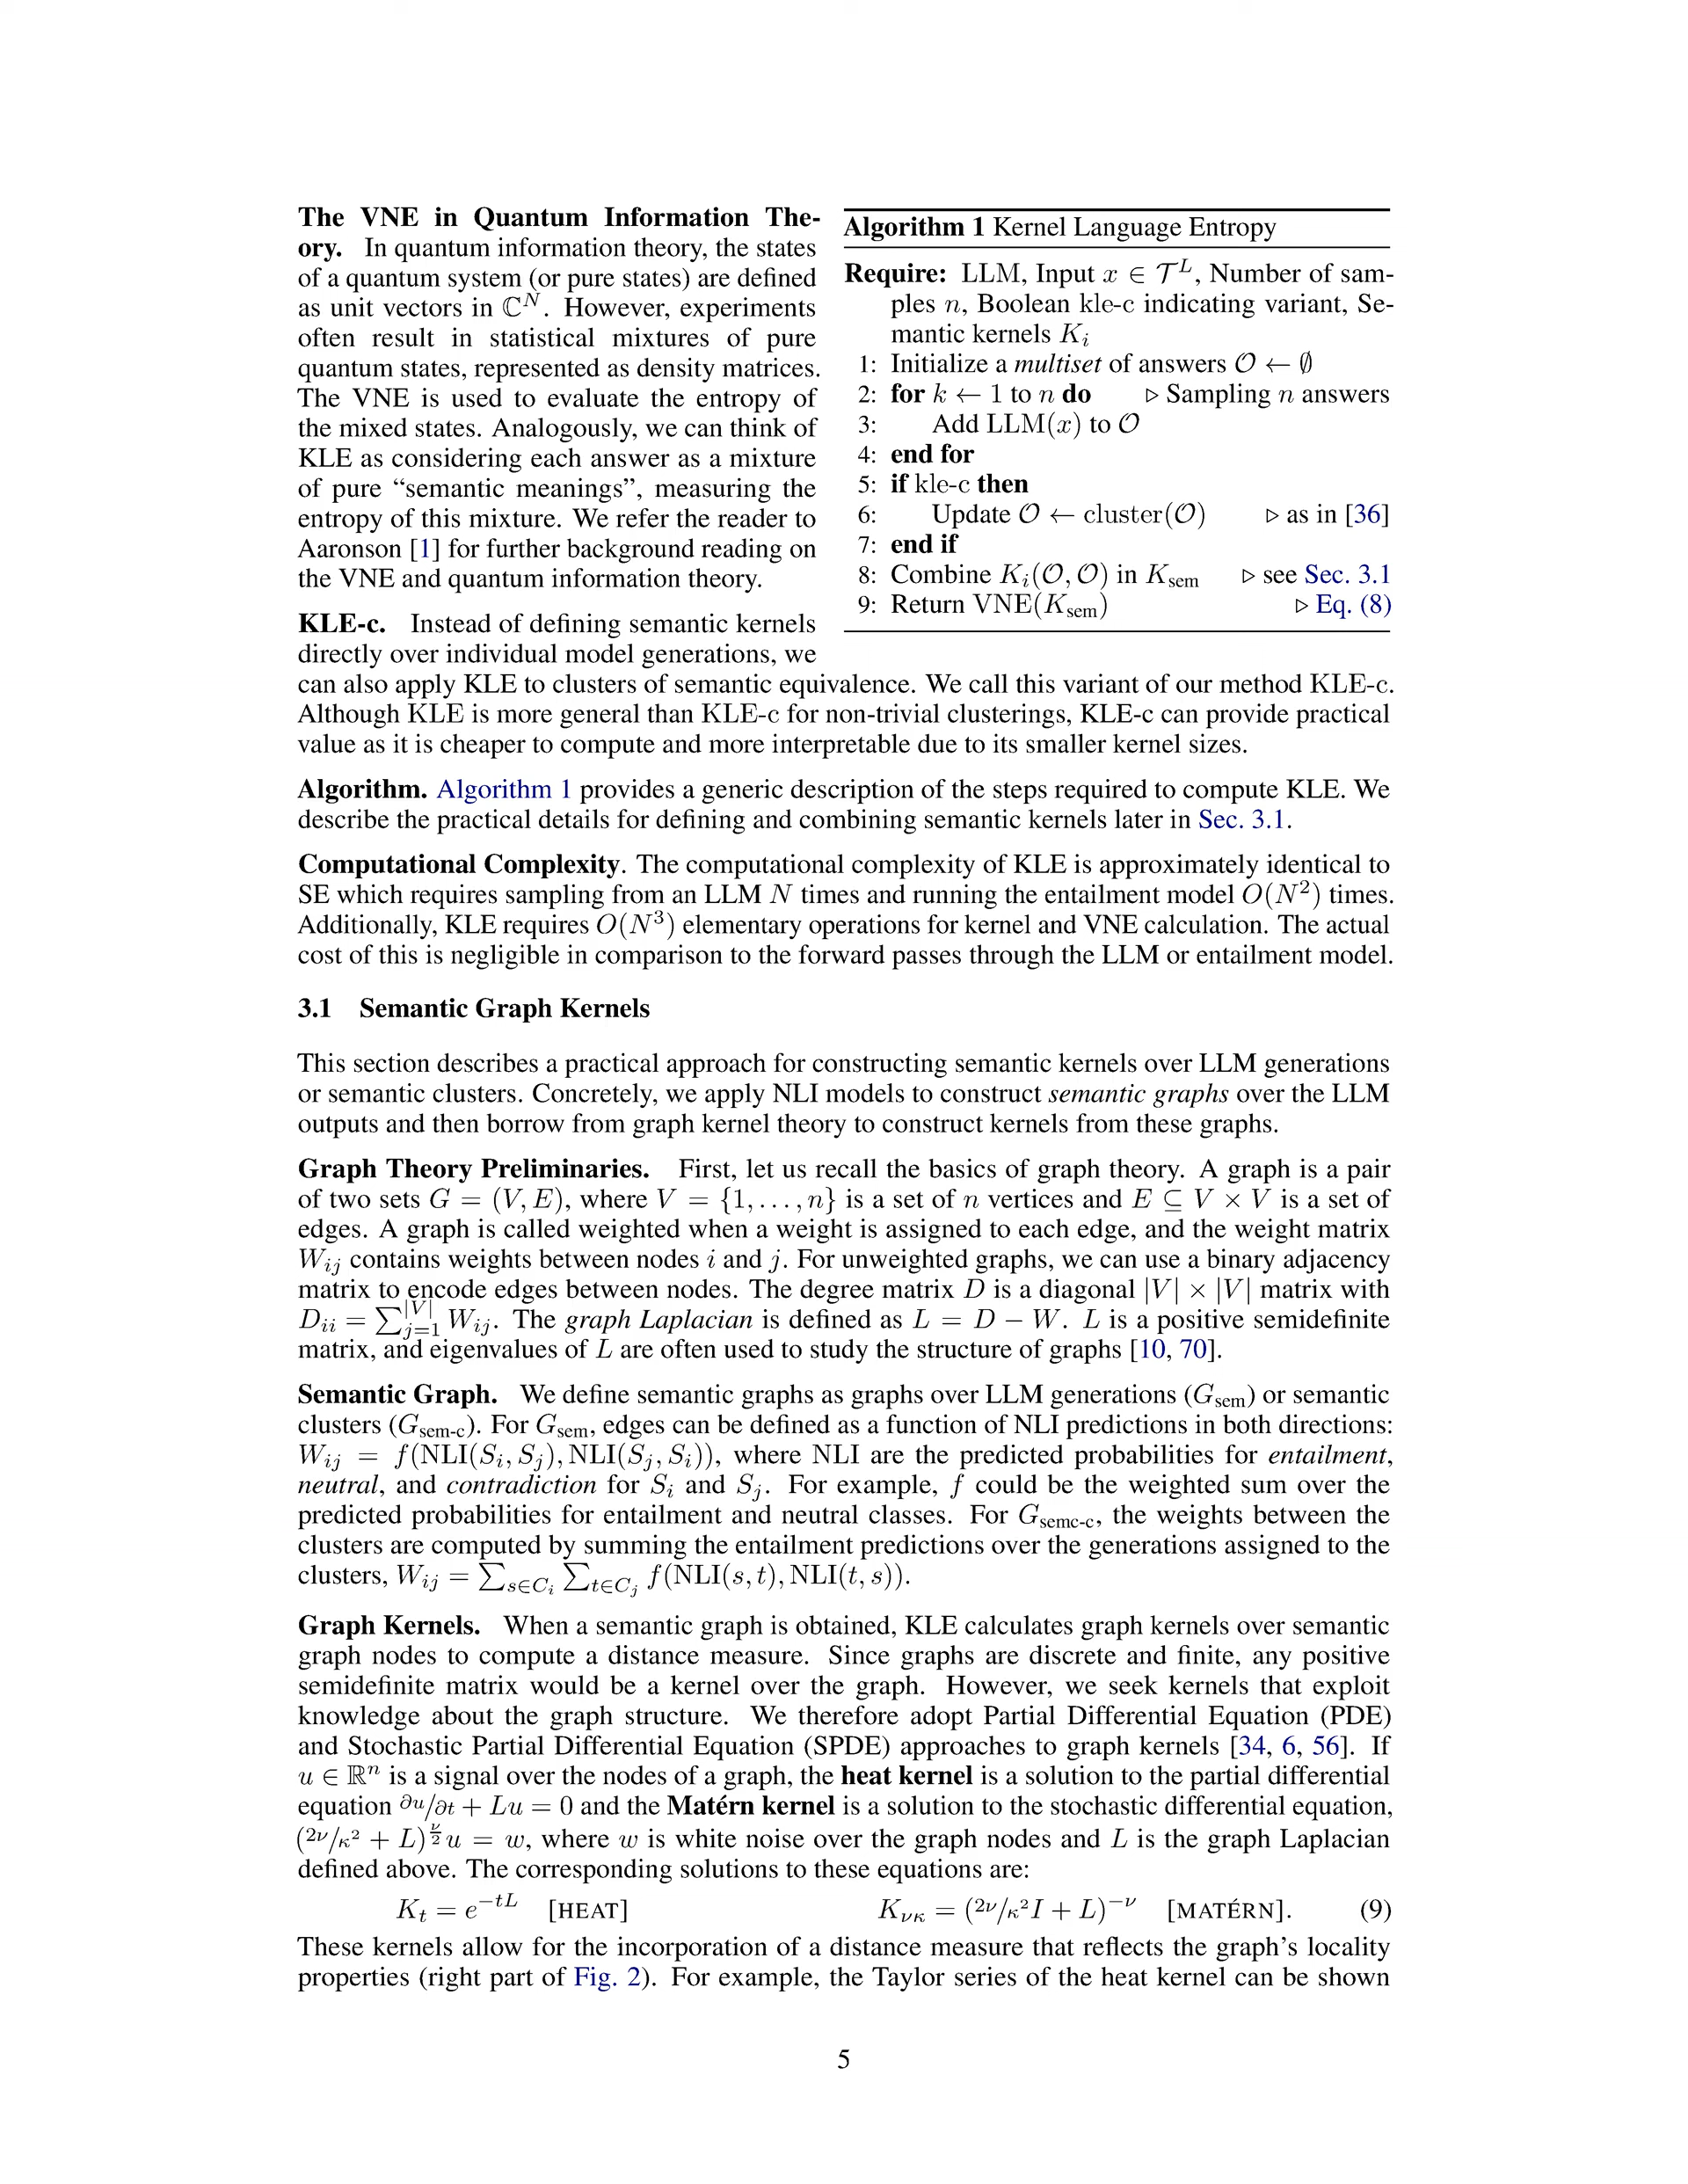 The VNE in Quantum Information The-
ory. In quantum information theory, the states
of a quantum system (or pure states) are defined
as unit vectors in ℂ^N. However, experiments
often result in statistical mixtures of pure
quantum states, represented as density matrices.
The VNE is used to evaluate the entropy of
the mixed states. Analogously, we can think of
KLE as considering each answer as a mixture
of pure “semantic meanings”, measuring the
entropy of this mixture. We refer the reader to
Aaronson [1] for further background reading on
the VNE and quantum information theory.
KLE-c. Instead of defining semantic kernels
directly over individual model generations, we
Algorithm 1 Kernel Language Entropy
Require: LLM, Input x ∈ 𝒯^L, Number of sam-
ples n, Boolean kle-c indicating variant, Se-
mantic kernels K_i
1: Initialize a multiset of answers 𝒪 ← ∅
2: for k ← 1 to n do ▷ Sampling n answers
3: Add LLM(x) to 𝒪
4: end for
5: if kle-c then
6: Update 𝒪 ← cluster(𝒪) ▷ as in [36]
7: end if
8: Combine K_i(𝒪, 𝒪) in K_sem ▷ see Sec. 3.1
9: Return VNE(K_sem) ▷ Eq. (8)
can also apply KLE to clusters of semantic equivalence. We call this variant of our method KLE-c.
Although KLE is more general than KLE-c for non-trivial clusterings, KLE-c can provide practical
value as it is cheaper to compute and more interpretable due to its smaller kernel sizes.
Algorithm. Algorithm 1 provides a generic description of the steps required to compute KLE. We
describe the practical details for defining and combining semantic kernels later in Sec. 3.1.
Computational Complexity. The computational complexity of KLE is approximately identical to
SE which requires sampling from an LLM N times and running the entailment model O(N^2) times.
Additionally, KLE requires O(N^3) elementary operations for kernel and VNE calculation. The actual
cost of this is negligible in comparison to the forward passes through the LLM or entailment model.
3.1 Semantic Graph Kernels
This section describes a practical approach for constructing semantic kernels over LLM generations
or semantic clusters. Concretely, we apply NLI models to construct semantic graphs over the LLM
outputs and then borrow from graph kernel theory to construct kernels from these graphs.
Graph Theory Preliminaries. First, let us recall the basics of graph theory. A graph is a pair
of two sets G = (V, E), where V = {1, . . . , n} is a set of n vertices and E ⊆ V × V is a set of
edges. A graph is called weighted when a weight is assigned to each edge, and the weight matrix
W_ij contains weights between nodes i and j. For unweighted graphs, we can use a binary adjacency
matrix to encode edges between nodes. The degree matrix D is a diagonal |V| × |V| matrix with
D_ii = ∑_{j=1}^{|V|} W_ij. The graph Laplacian is defined as L = D − W. L is a positive semidefinite
matrix, and eigenvalues of L are often used to study the structure of graphs [10, 70].
Semantic Graph. We define semantic graphs as graphs over LLM generations (G_sem) or semantic
clusters (G_sem-c). For G_sem, edges can be defined as a function of NLI predictions in both directions:
W_ij = f(NLI(S_i, S_j), NLI(S_j, S_i)), where NLI are the predicted probabilities for entailment,
neutral, and contradiction for S_i and S_j. For example, f could be the weighted sum over the
predicted probabilities for entailment and neutral classes. For G_semc-c, the weights between the
clusters are computed by summing the entailment predictions over the generations assigned to the
clusters, W_ij = ∑_{s∈C_i} ∑_{t∈C_j} f(NLI(s, t), NLI(t, s)).
Graph Kernels. When a semantic graph is obtained, KLE calculates graph kernels over semantic
graph nodes to compute a distance measure. Since graphs are discrete and finite, any positive
semidefinite matrix would be a kernel over the graph. However, we seek kernels that exploit
knowledge about the graph structure. We therefore adopt Partial Differential Equation (PDE)
and Stochastic Partial Differential Equation (SPDE) approaches to graph kernels [34, 6, 56]. If
u ∈ ℝ^n is a signal over the nodes of a graph, the heat kernel is a solution to the partial differential
equation ∂u/∂t + Lu = 0 and the Matérn kernel is a solution to the stochastic differential equation,
(2ν/κ² + L)^{ν/2} u = w, where w is white noise over the graph nodes and L is the graph Laplacian
defined above. The corresponding solutions to these equations are:
K_t = e^{−tL} [HEAT] K_νκ = (2ν/κ² I + L)^{−ν} [MATÉRN]. (9)
These kernels allow for the incorporation of a distance measure that reflects the graph’s locality
properties (right part of Fig. 2). For example, the Taylor series of the heat kernel can be shown
5